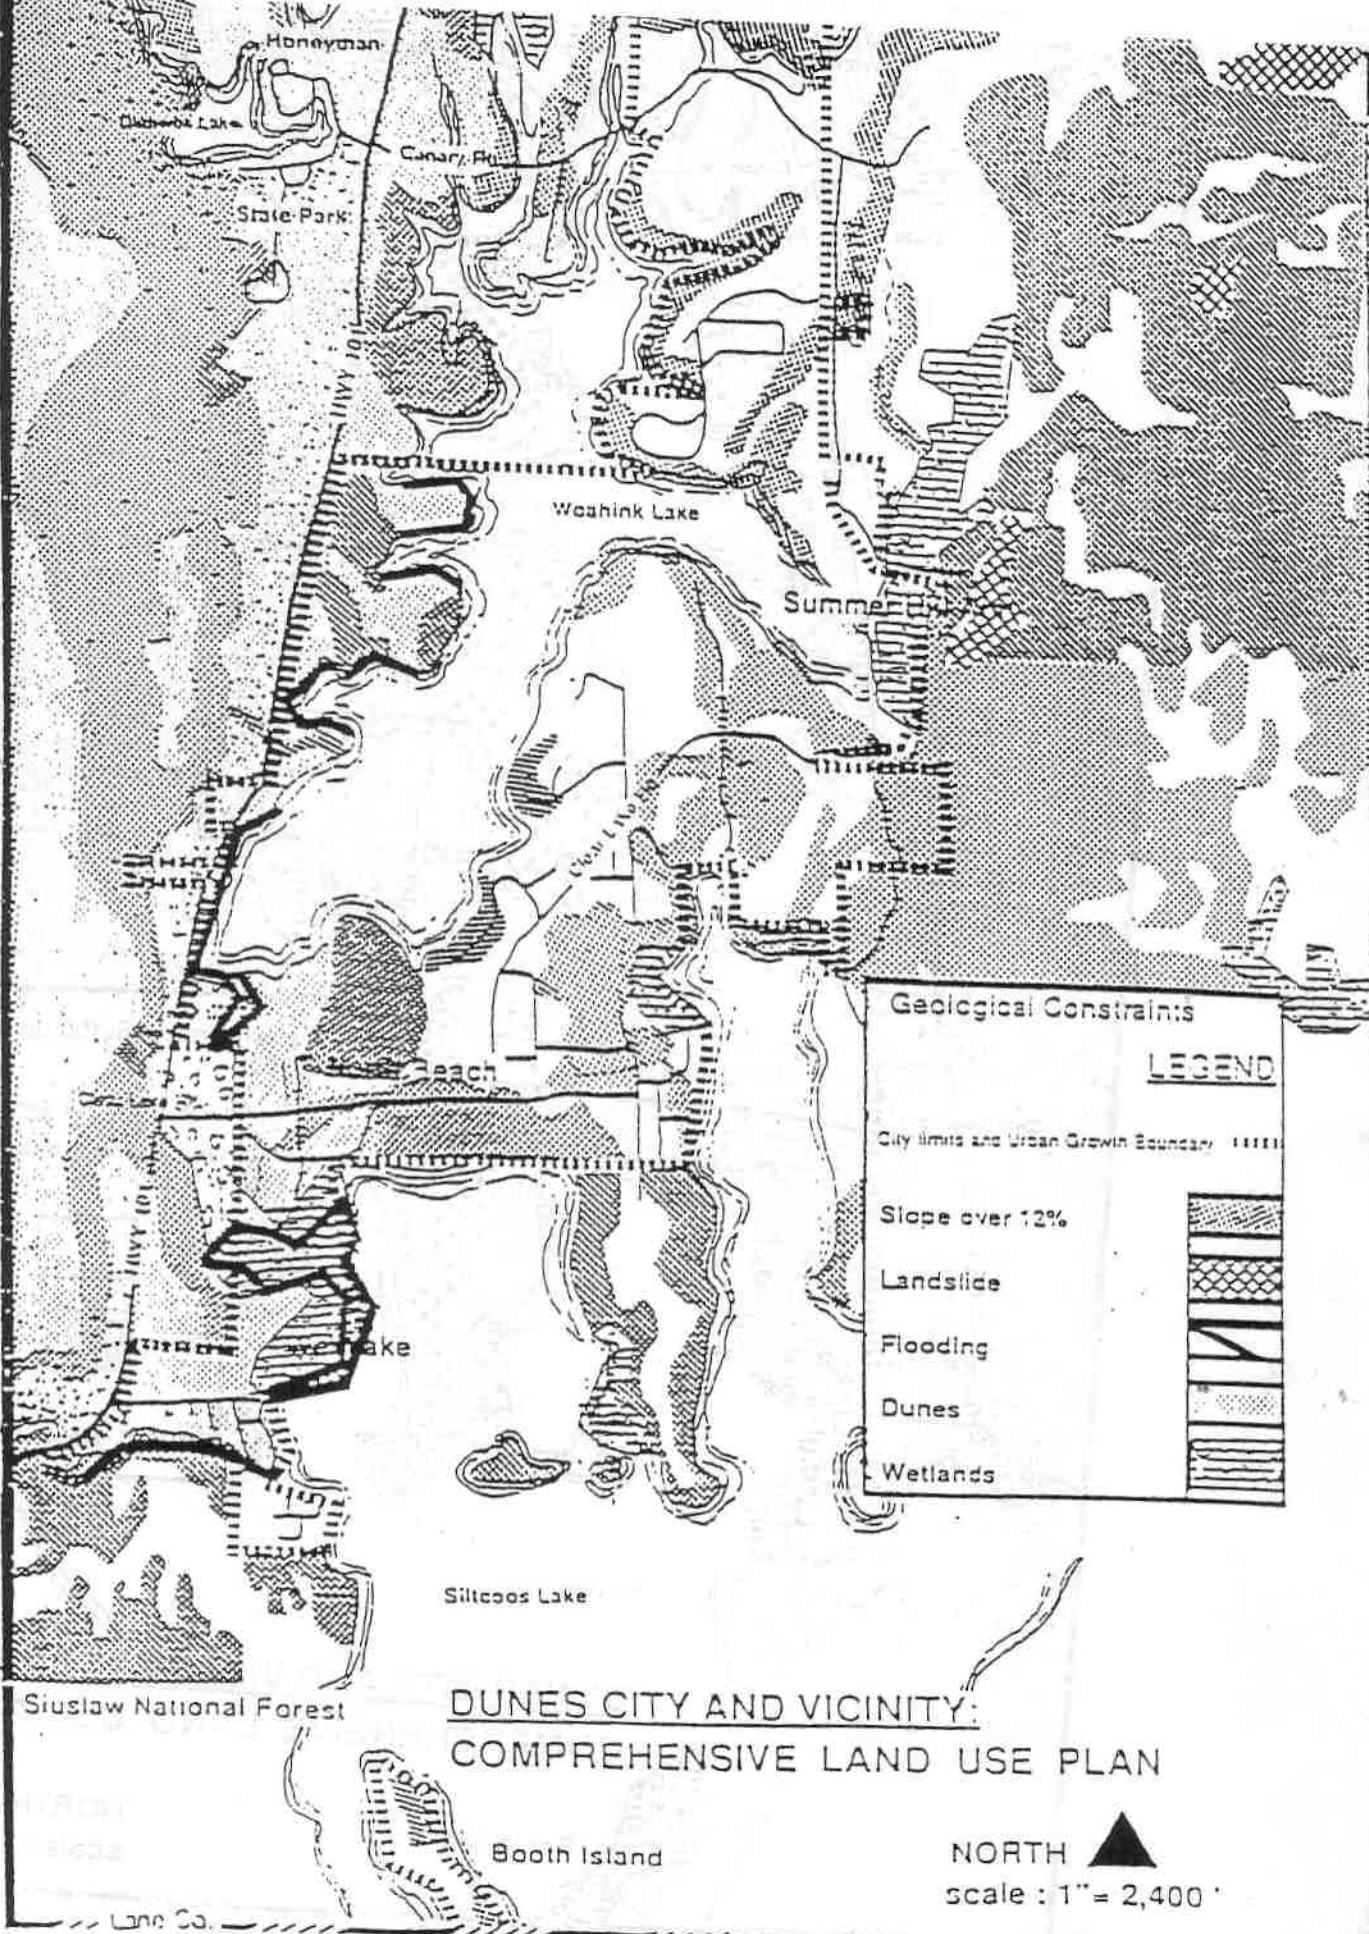 Honeyman
Canary Rd
State Park
HWY 101
Woahink Lake
Geological Constraints
LEGEND
City limits and Urban Growth Boundary
Slope over 12%
Landslide
Flooding
Dunes
Wetlands
HWY 101
Siltcoos Lake
Siuslaw National Forest
DUNES CITY AND VICINITY:
COMPREHENSIVE LAND USE PLAN
Booth Island
NORTH
scale : 1" = 2,400 '
Lane Co.